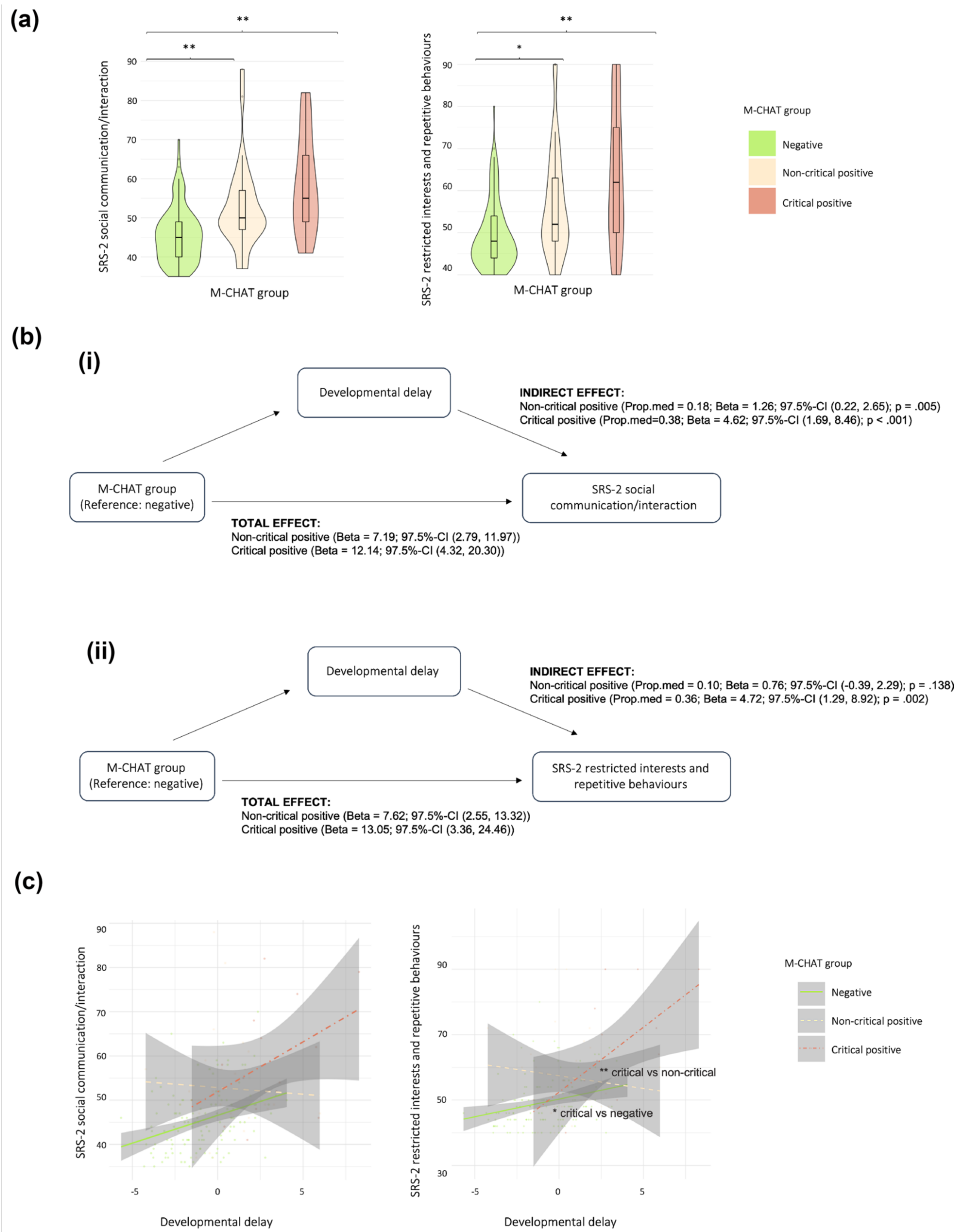 (a)
**
**
SRS-2 social communication/interaction
90
80
70
60
50
40
M-CHAT group
**
*
SRS-2 restricted interests and repetitive behaviours
90
80
70
60
50
40
M-CHAT group
M-CHAT group
Negative
Non-critical positive
Critical positive
(b)
(i)
Developmental delay
INDIRECT EFFECT:
Non-critical positive (Prop.med = 0.18; Beta = 1.26; 97.5%-CI (0.22, 2.65); p = .005)
Critical positive (Prop.med=0.38; Beta = 4.62; 97.5%-CI (1.69, 8.46); p < .001)
M-CHAT group
(Reference: negative)
SRS-2 social
communication/interaction
TOTAL EFFECT:
Non-critical positive (Beta = 7.19; 97.5%-CI (2.79, 11.97))
Critical positive (Beta = 12.14; 97.5%-CI (4.32, 20.30))
(ii)
Developmental delay
INDIRECT EFFECT:
Non-critical positive (Prop.med = 0.10; Beta = 0.76; 97.5%-CI (-0.39, 2.29); p = .138)
Critical positive (Prop.med = 0.36; Beta = 4.72; 97.5%-CI (1.29, 8.92); p = .002)
M-CHAT group
(Reference: negative)
SRS-2 restricted interests and
repetitive behaviours
TOTAL EFFECT:
Non-critical positive (Beta = 7.62; 97.5%-CI (2.55, 13.32))
Critical positive (Beta = 13.05; 97.5%-CI (3.36, 24.46))
(c)
SRS-2 social communication/interaction
90
78
68
58
50
40
-5
0
5
Developmental delay
SRS-2 restricted interests and repetitive behaviours
90
78
68
50
30
** critical vs non-critical
* critical vs negative
-5
0
5
Developmental delay
M-CHAT group
Negative
Non-critical positive
Critical positive